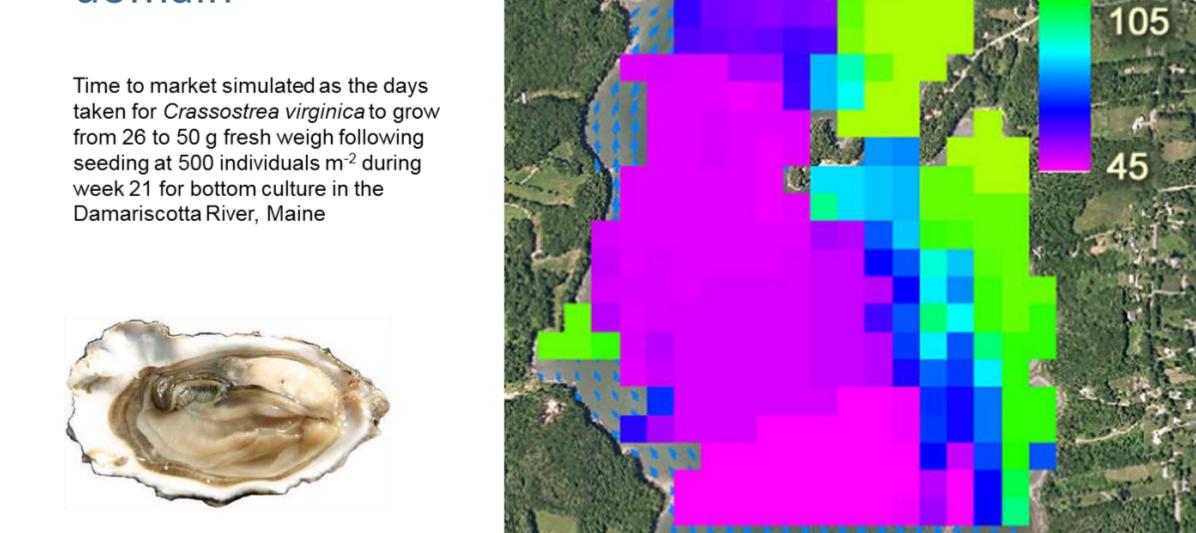 Time to market simulated as the days
taken for Crassostrea virginica to grow
from 26 to 50 g fresh weigh following
seeding at 500 individuals m-2 during
week 21 for bottom culture in the
Damariscotta River, Maine
105
45